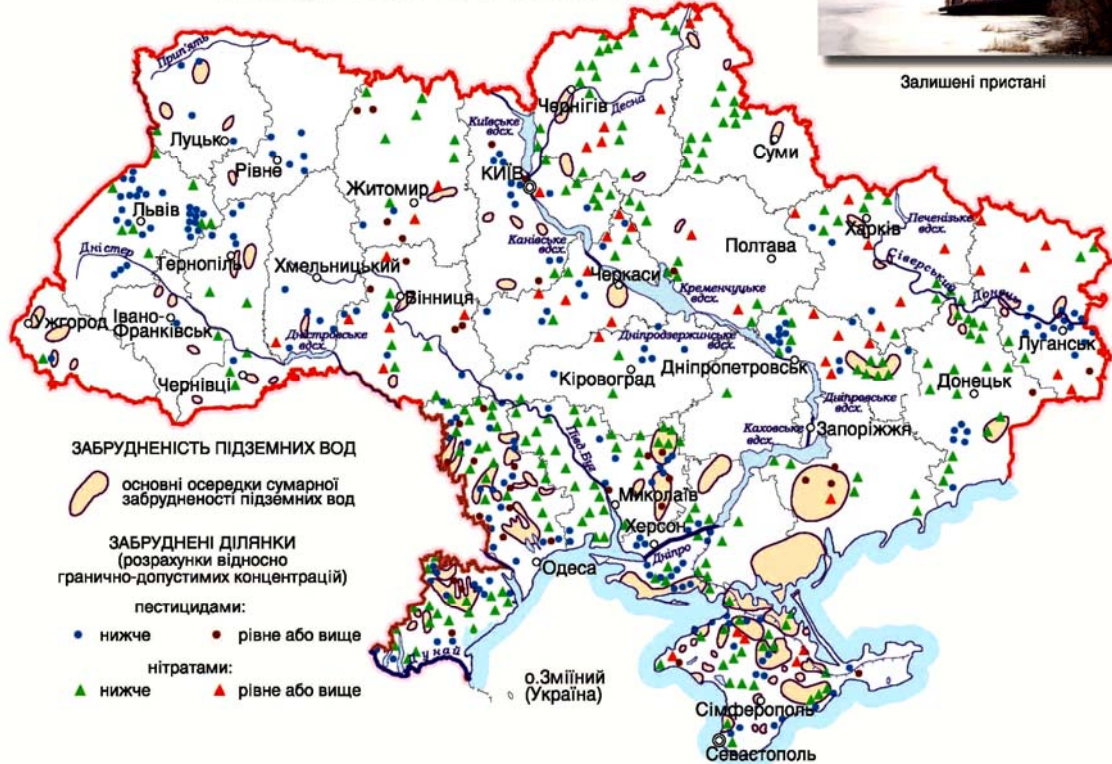 Залишені пристані
Прип'ять
Чернігів
Десна
Київське
вдсх.
Луцьк
Рівне
Суми
КИЇВ
Житомир
Львів
Харків
Печенізьке
вдсх.
Канівське
вдсх.
Полтава
Дністер
Тернопіль
Хмельницький
Черкаси
Сіверський
Донець
Кременчуцьке
вдсх.
Вінниця
Ужгород
Івано-
Франківськ
Дністровське
вдсх.
Дніпродзержинське
вдсх.
Луганськ
Чернівці
Кіровоград
Дніпропетровськ
Донецьк
Дніпровське
вдсх.
Каховське
вдсх.
Запоріжжя
Півд. Буг
ЗАБРУДНЕНІСТЬ ПІДЗЕМНИХ ВОД
основні осередки сумарної
забрудненості підземних вод
Миколаїв
Херсон
Дніпро
Одеса
ЗАБРУДНЕНІ ДІЛЯНКИ
(розрахунки відносно
гранично-допустимих концентрацій)
пестицидами:
нижче
рівне або вище
нітратами:
нижче
рівне або вище
Дунай
о.Зміїний
(Україна)
Сімферополь
Севастополь